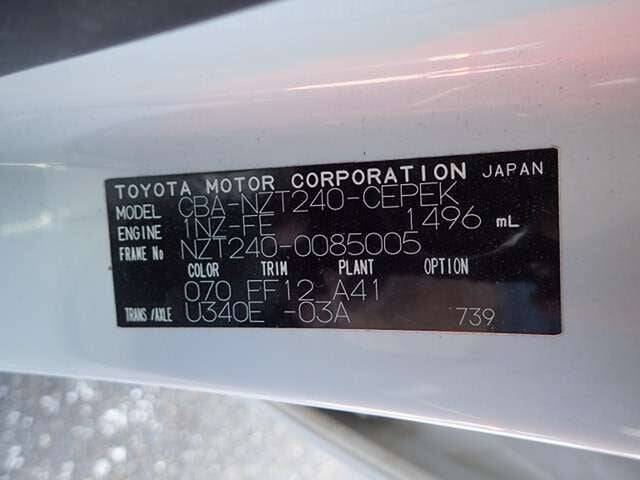 TOYOTA MOTOR CORPORATION JAPAN
MODEL CBA-NZT240-CEPEK
ENGINE 1NZ-FE 1496 mL
FRAME No NZT240-0085005
COLOR TRIM PLANT OPTION
070 FF12 A41
TRANS/AXLE U340E -03A 739